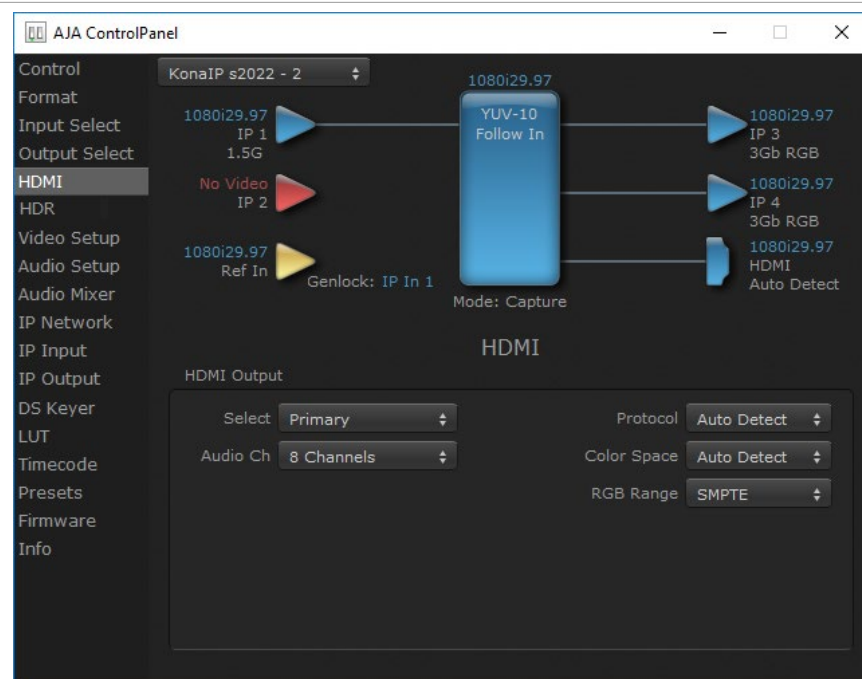 AJA ControlPanel
Control
Format
Input Select
Output Select
HDMI
HDR
Video Setup
Audio Setup
Audio Mixer
IP Network
IP Input
IP Output
DS Keyer
LUT
Timecode
Presets
Firmware
Info
KonaIP s2022 - 2
1080i29.97
1080i29.97
IP 1
1.5G
No Video
IP 2
1080i29.97
Ref In
Genlock: IP In 1
YUV-10
Follow In
Mode: Capture
1080i29.97
IP 3
3Gb RGB
1080i29.97
IP 4
3Gb RGB
1080i29.97
HDMI
Auto Detect
HDMI
HDMI Output
Select Primary
Audio Ch 8 Channels
Protocol Auto Detect
Color Space Auto Detect
RGB Range SMPTE